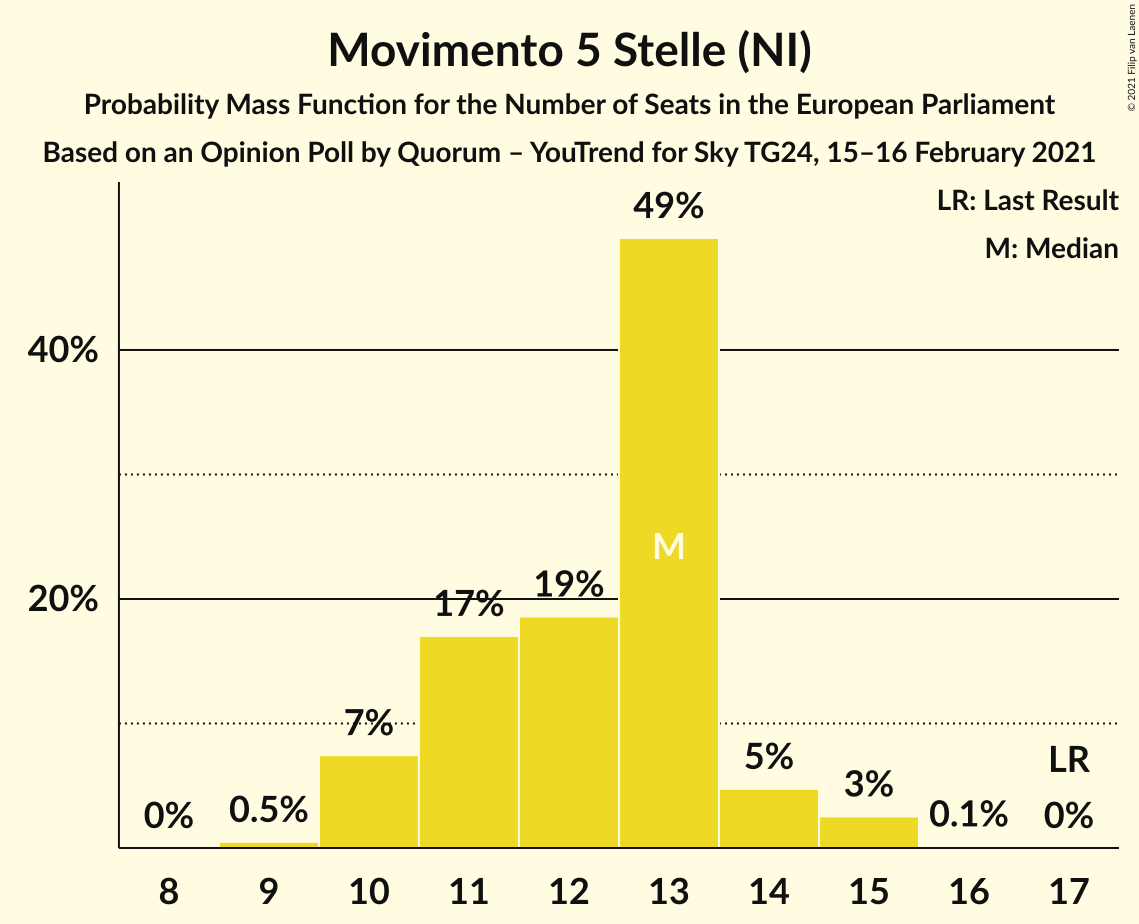 Movimento 5 Stelle (NI)
Probability Mass Function for the Number of Seats in the European Parliament
Based on an Opinion Poll by Quorum – YouTrend for Sky TG24, 15–16 February 2021
© 2021 Filip van Laenen
LR: Last Result
M: Median
40%
20%
0%
0.5%
7%
17%
19%
49%
M
5%
3%
0.1%
LR
0%
8 9 10 11 12 13 14 15 16 17